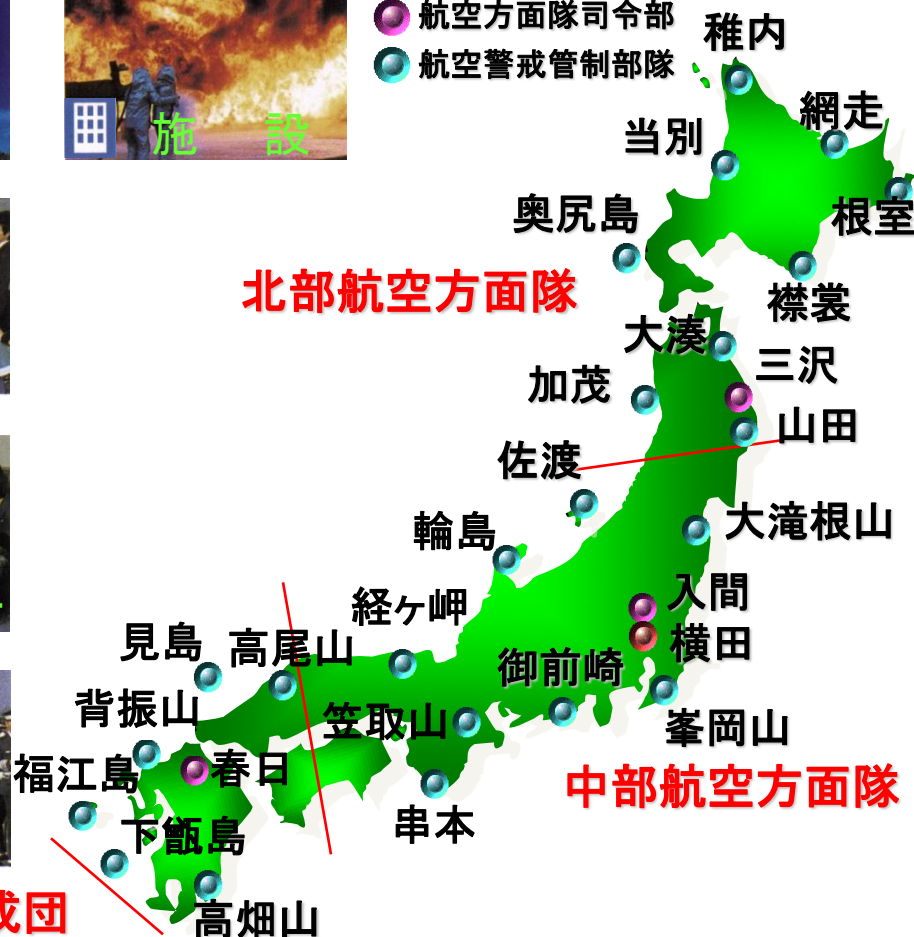 航空方面隊司令部
航空警戒管制部隊
施 設
稚内
網走
当別
根室
奥尻島
襟裳
北部航空方面隊
大湊
三沢
加茂
山田
佐渡
大滝根山
輪島
入間
経ヶ岬
横田
見島
高尾山
御前崎
背振山
笠取山
峯岡山
福江島
春日
中部航空方面隊
串本
下甑島
高畑山
成団